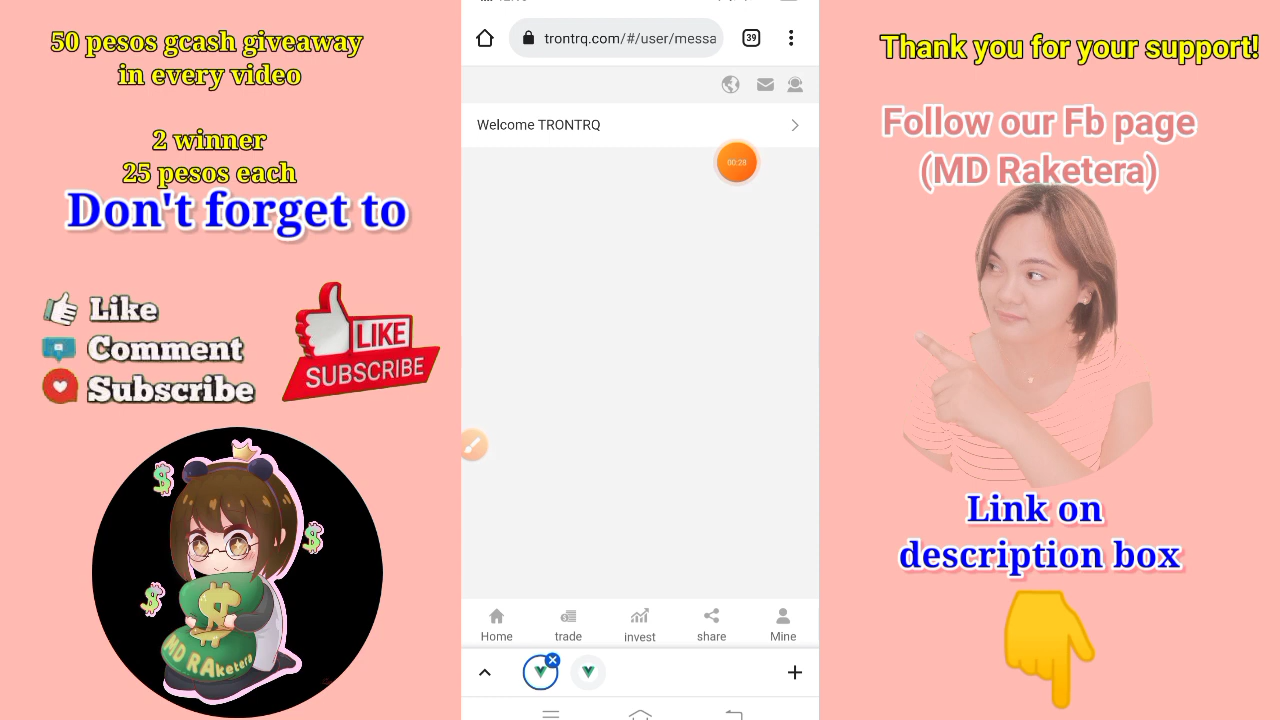 50 pesos gcash giveaway
in every video
2 winner
25 pesos each
Don't forget to
Like
Comment
Subscribe
LIKE
SUBSCRIBE
MD RAketera
trontrq.com/#/user/messa
39
Welcome TRONTRQ
00:28
Home
trade
invest
share
Mine
Thank you for your support!
Follow our Fb page
(MD Raketera)
Link on
description box